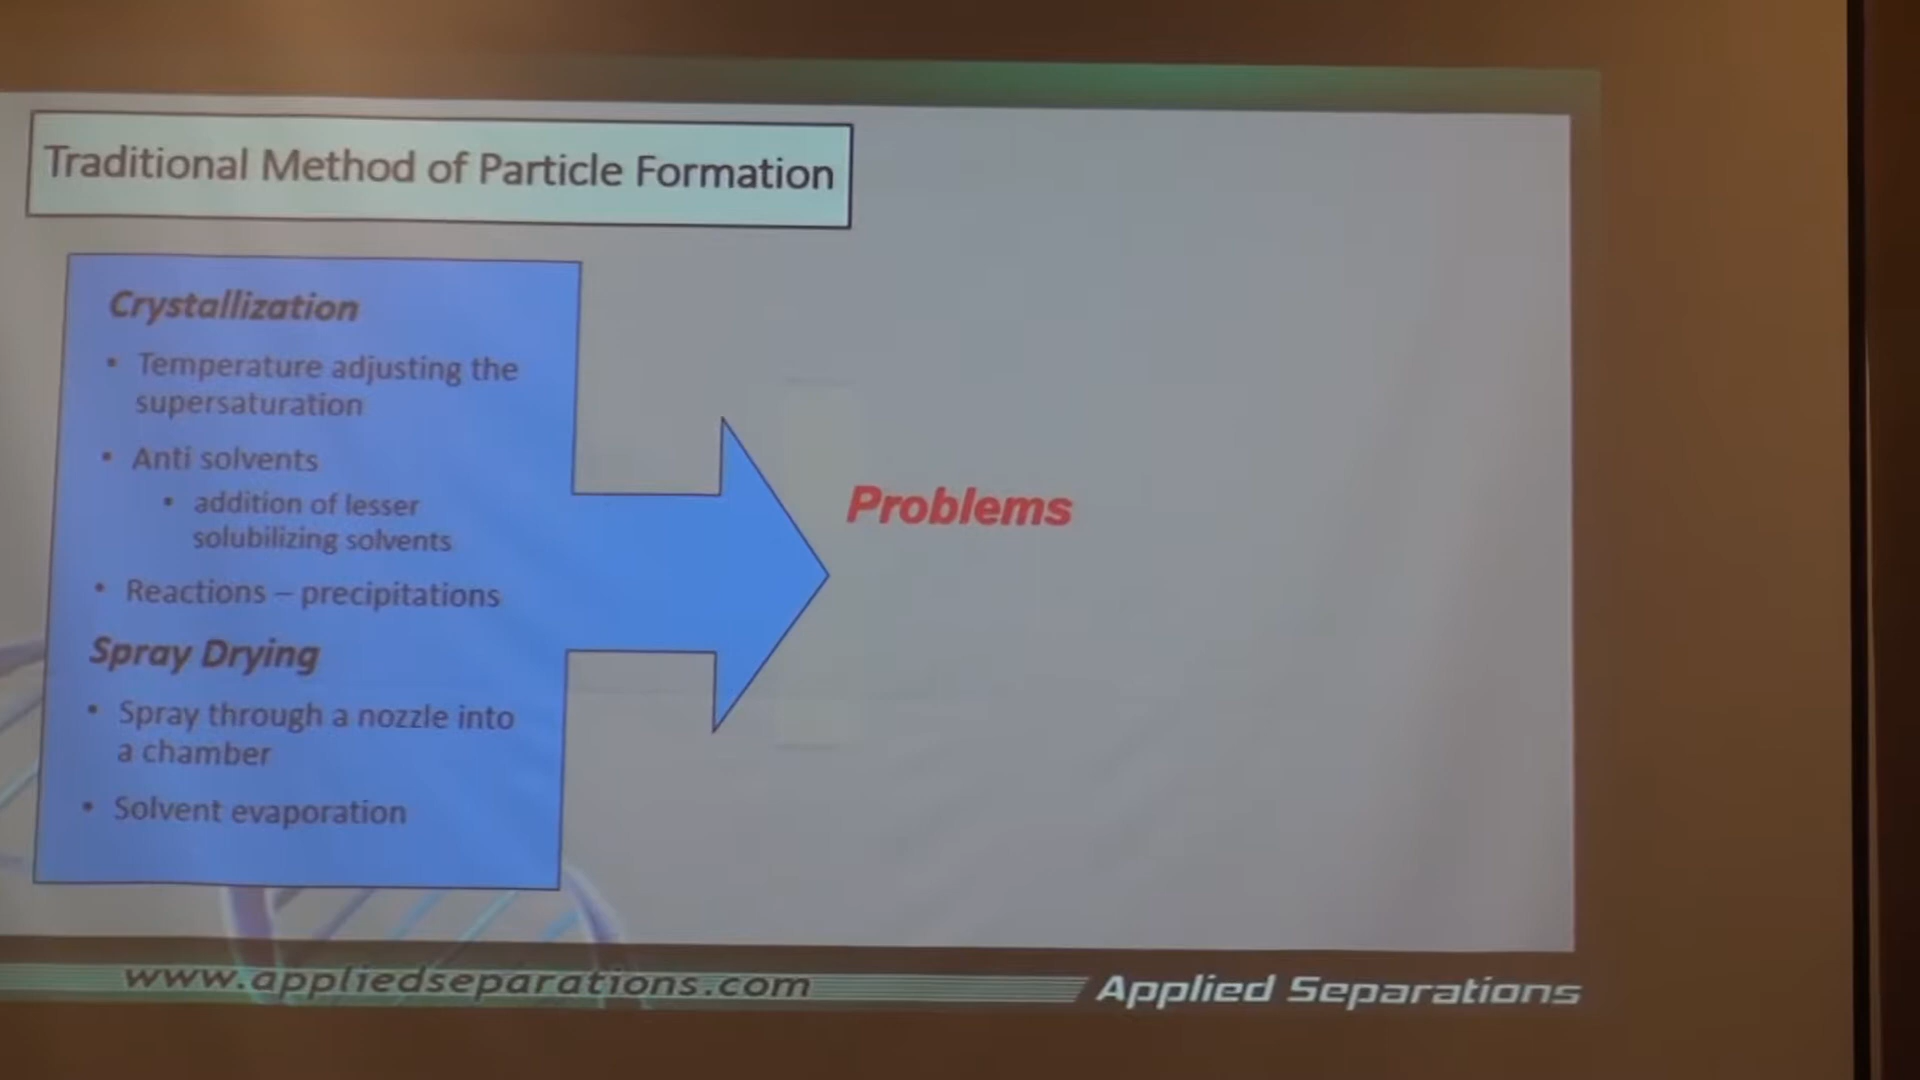 Traditional Method of Particle Formation
Crystallization
• Temperature adjusting the
supersaturation
• Anti solvents
• addition of lesser
solubilizing solvents
• Reactions – precipitations
Spray Drying
• Spray through a nozzle into
a chamber
• Solvent evaporation
Problems
www.appliedseparations.com
Applied Separations